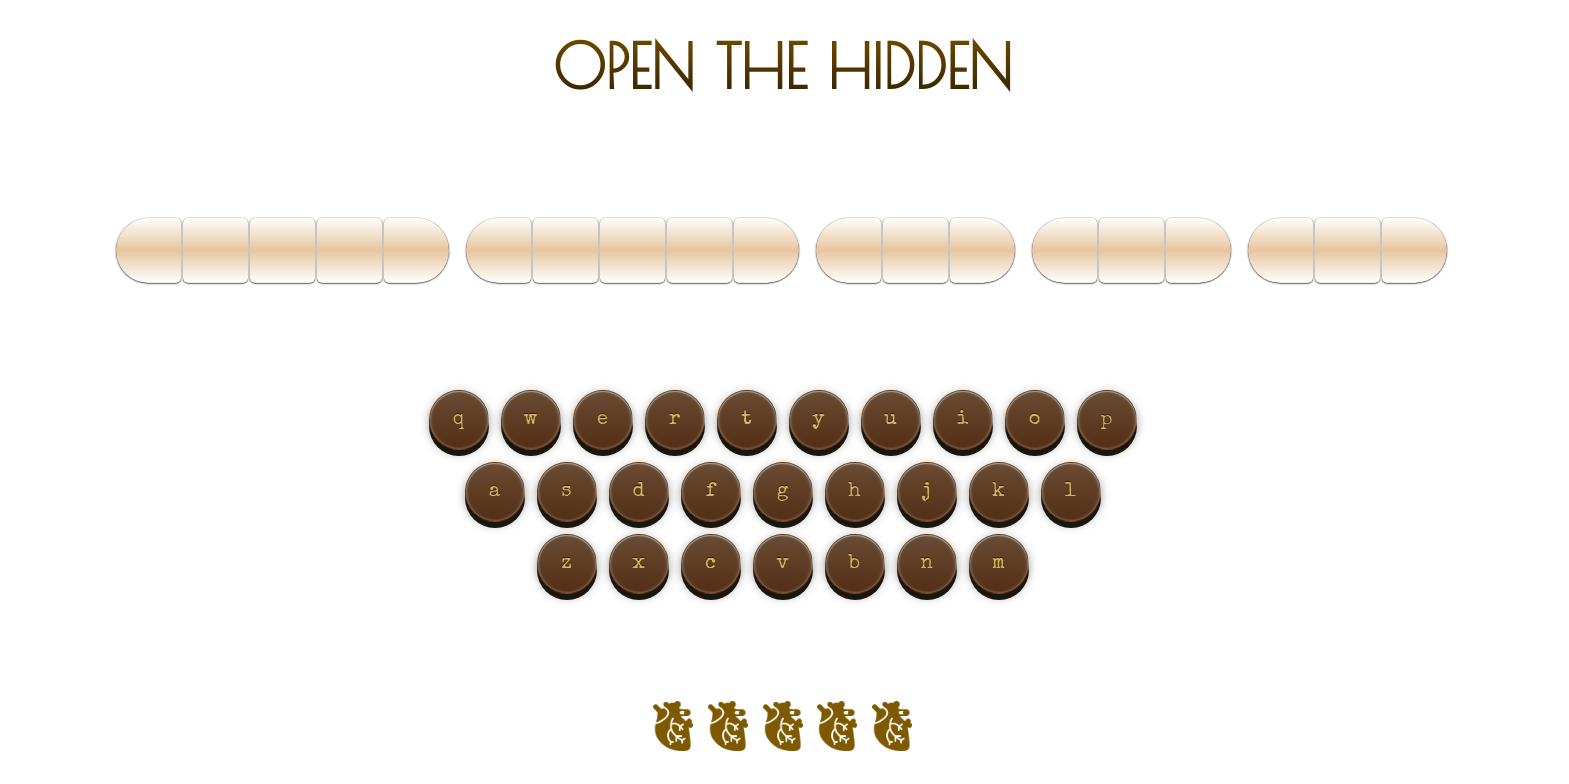 OPEN THE HIDDEN
q w e r t y u i o p
a s d f g h j k l
z x c v b n m